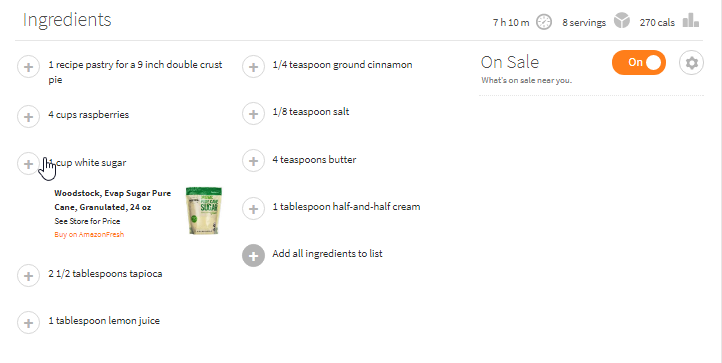 Ingredients
7 h 10 m
8 servings
270 cals
1 recipe pastry for a 9 inch double crust
pie
4 cups raspberries
cup white sugar
Woodstock, Evap Sugar Pure
Cane, Granulated, 24 oz
See Store for Price
Buy on AmazonFresh
SUGAR
2 1/2 tablespoons tapioca
1 tablespoon lemon juice
1/4 teaspoon ground cinnamon
1/8 teaspoon salt
4 teaspoons butter
1 tablespoon half-and-half cream
Add all ingredients to list
On Sale
On
What's on sale near you.